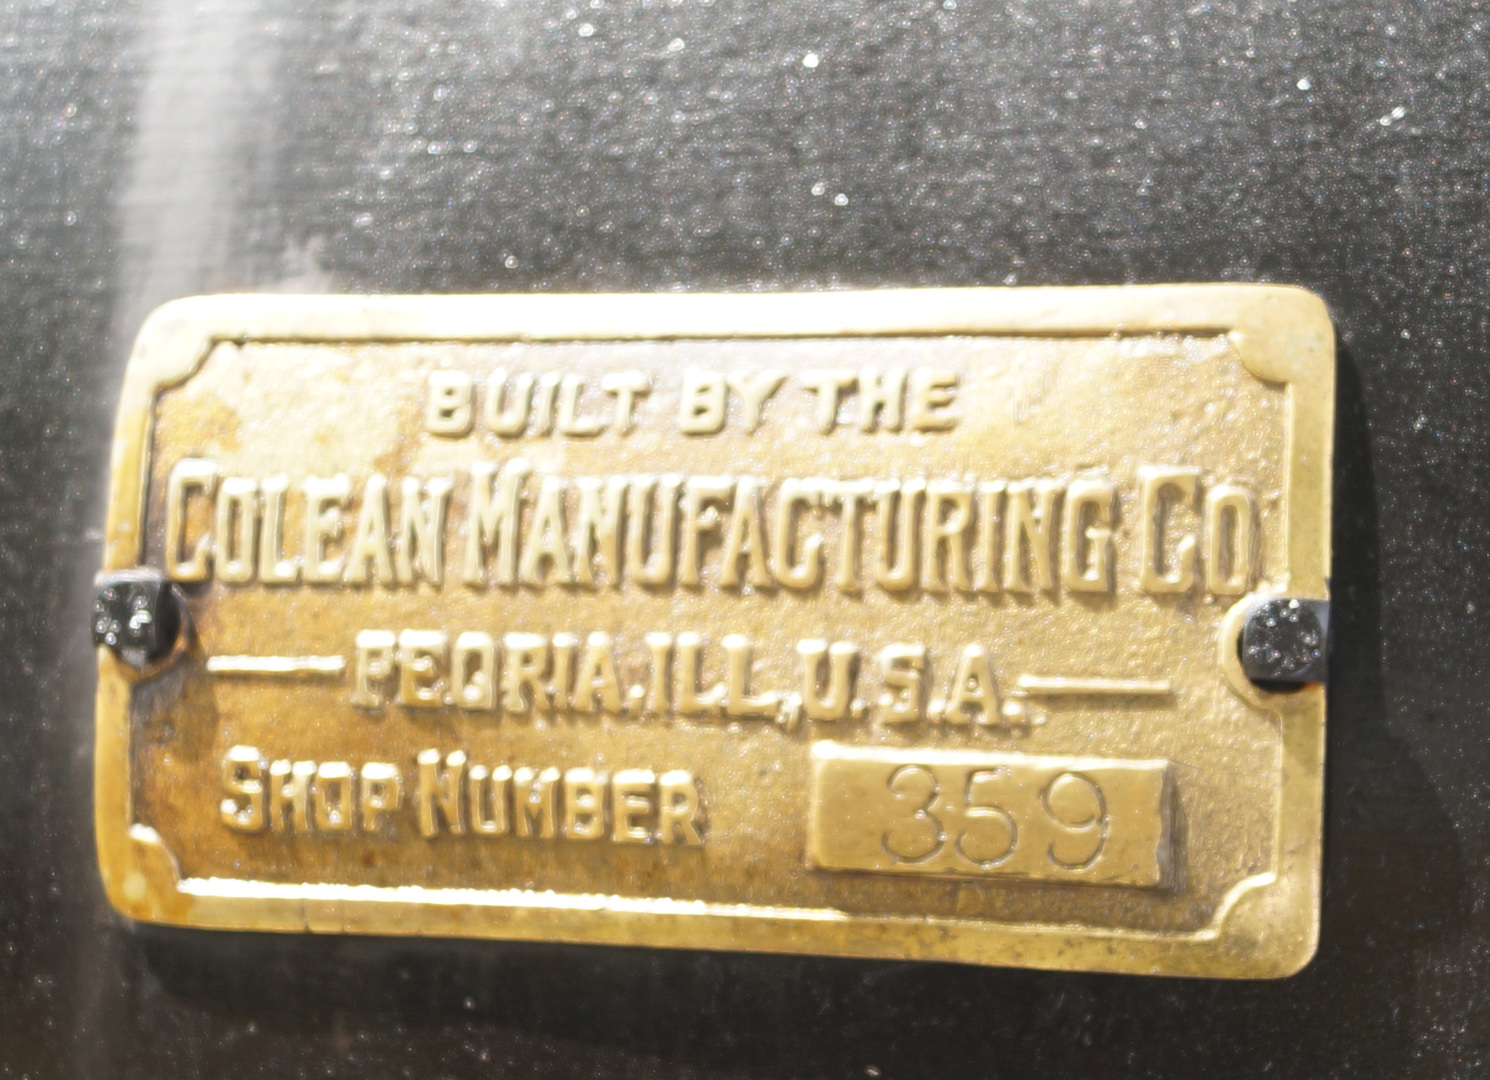 BUILT BY THE
COLEAN MANUFACTURING CO
PEORIA. ILL., U.S.A.
SHOP NUMBER 359